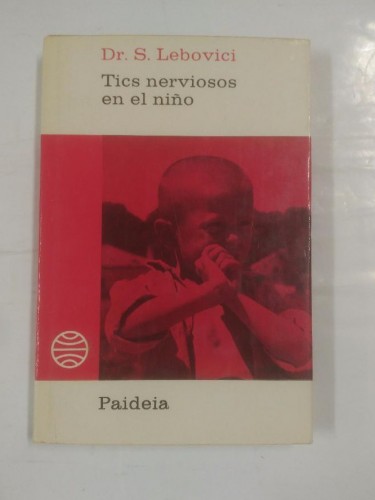 Dr. S. Lebovici
Tics nerviosos
en el niño
Paideia